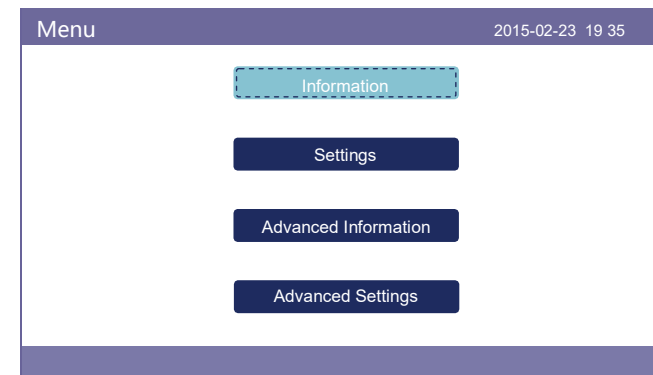 Menu 2015-02-23 19 35
Information
Settings
Advanced Information
Advanced Settings